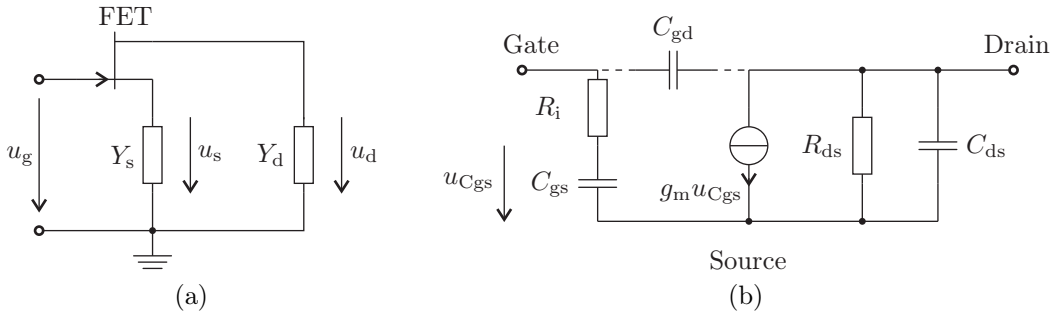 FET
u_g
Y_s
u_s
Y_d
u_d
(a)
Gate
C_gd
Drain
R_i
u_Cgs
C_gs
g_m u_Cgs
R_ds
C_ds
Source
(b)